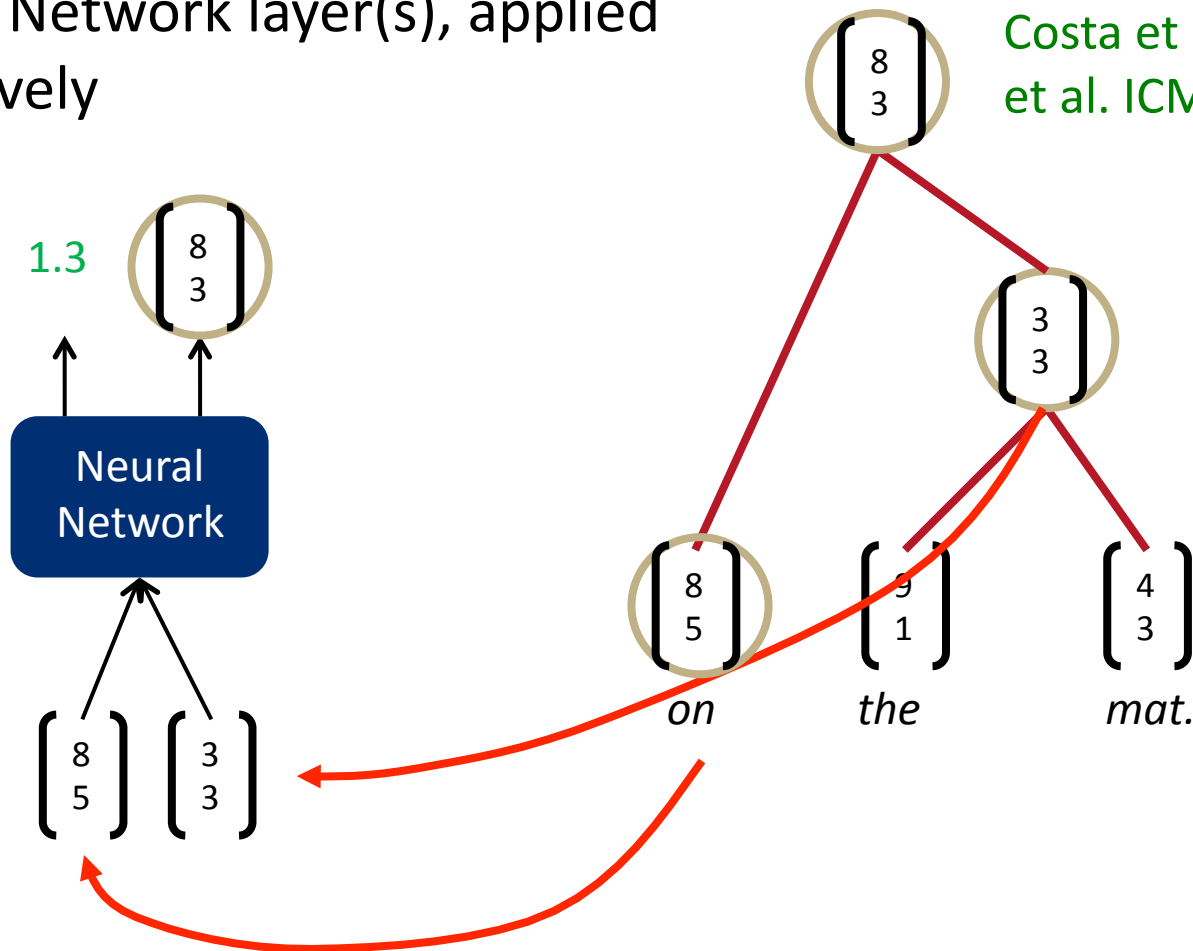 Network layer(s), applied
vely
Costa et
et al. ICM
8
3
1.3
8
3
3
3
Neural
Network
8
5
9
1
4
3
on the mat.
8
5
3
3